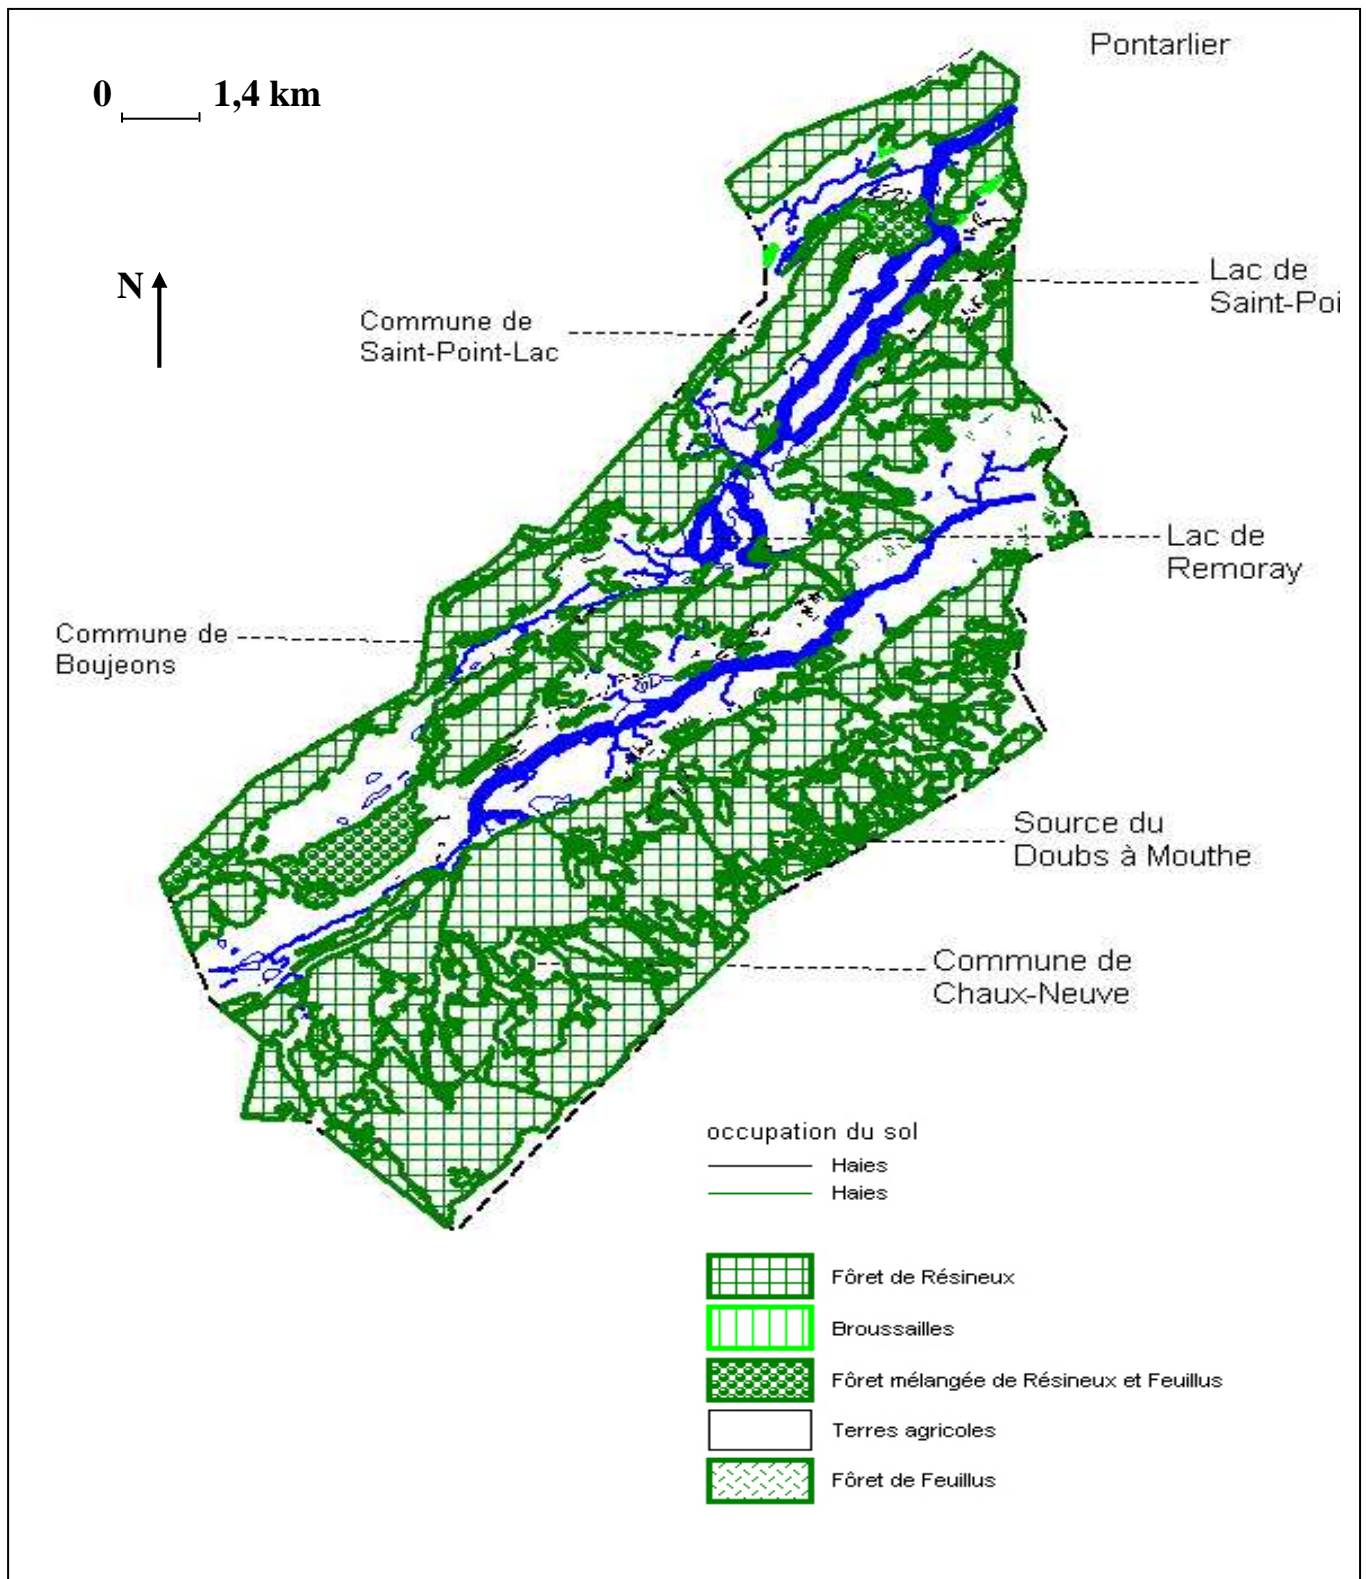 Pontarlier
0 1,4 km
N
Lac de
Saint-Poi
Commune de
Saint-Point-Lac
Lac de
Remoray
Commune de
Boujeons
Source du
Doubs à Mouthe
Commune de
Chaux-Neuve
occupation du sol
Haies
Haies
Fôret de Résineux
Broussailles
Fôret mélangée de Résineux et Feuillus
Terres agricoles
Fôret de Feuillus